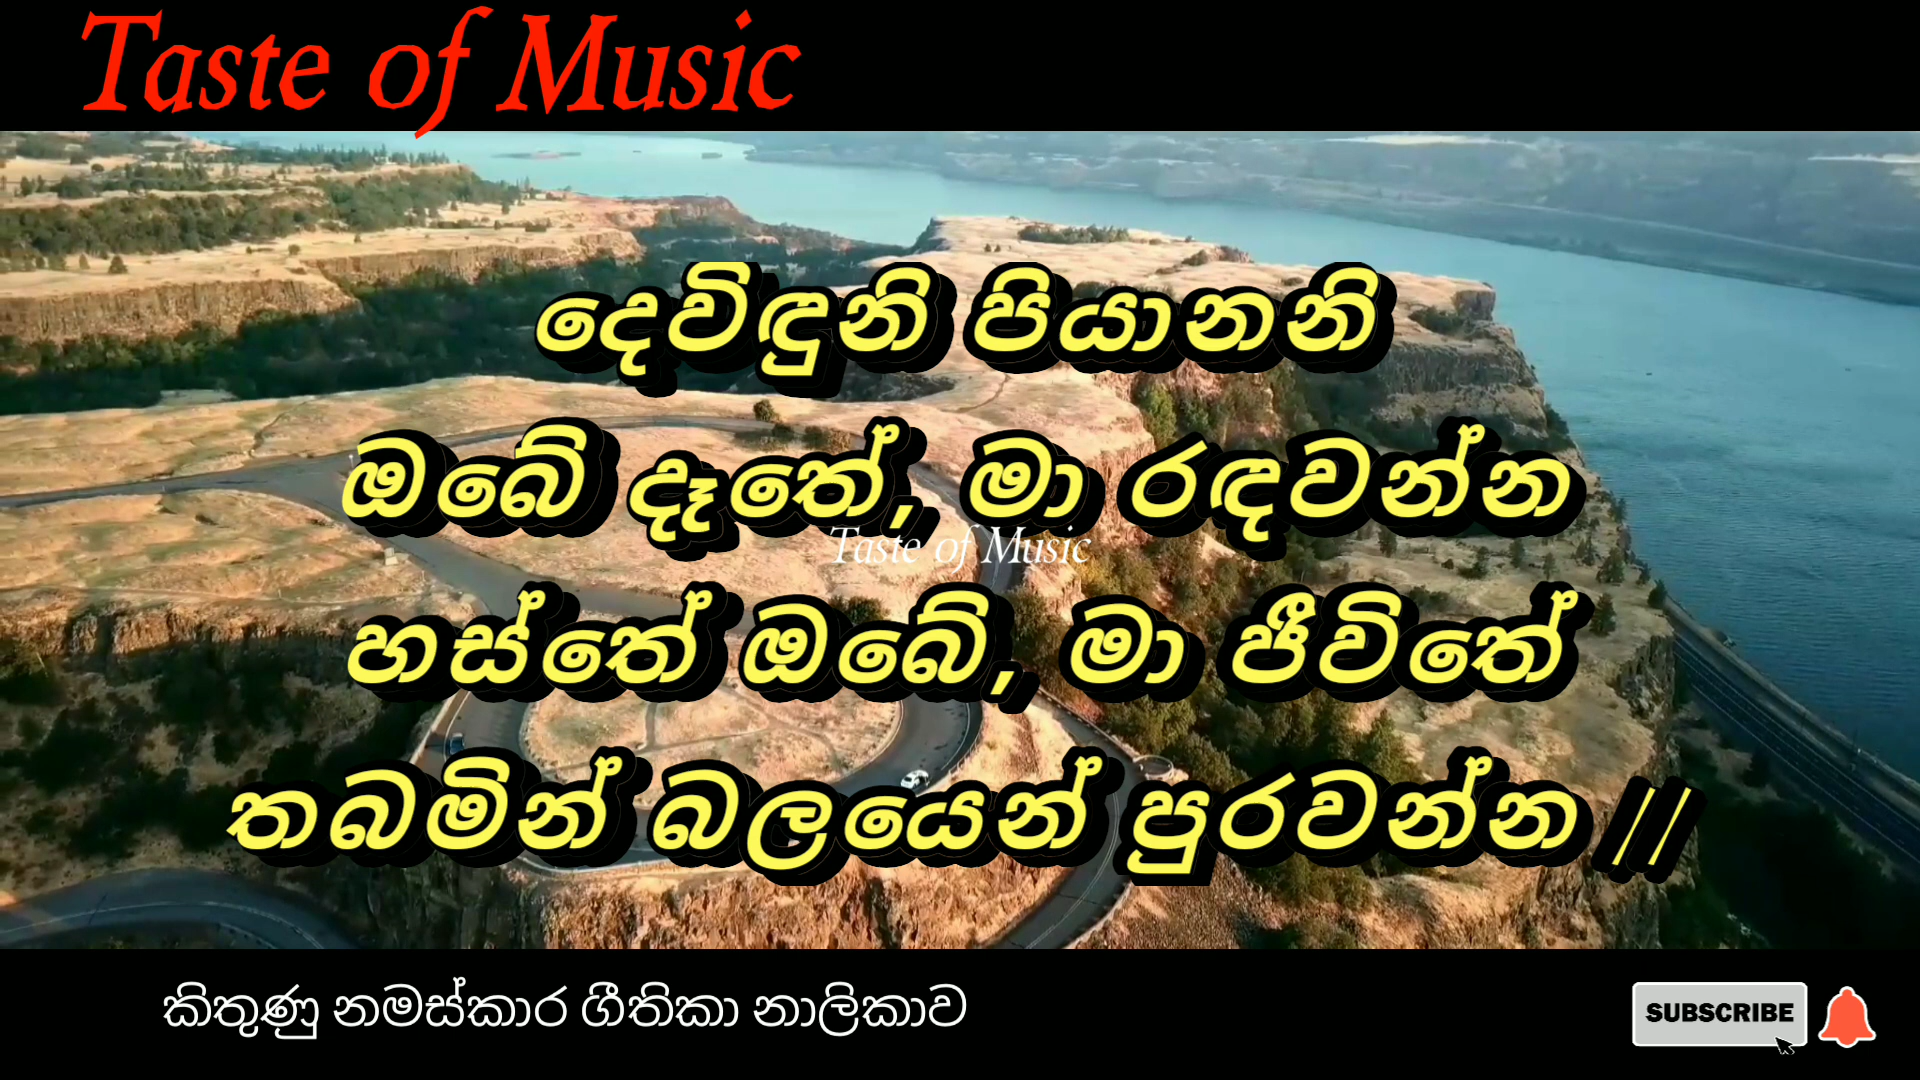 Taste of Music
දෙවිඳුනි පියානනි
ඔබේ දෑතේ, මා රඳවන්න
Taste of Music
හස්තේ ඔබේ, මා ජීවිතේ
තබමින් බලයෙන් පුරවන්න //
කිතුණු නමස්කාර ගීතිකා නාලිකාව
SUBSCRIBE